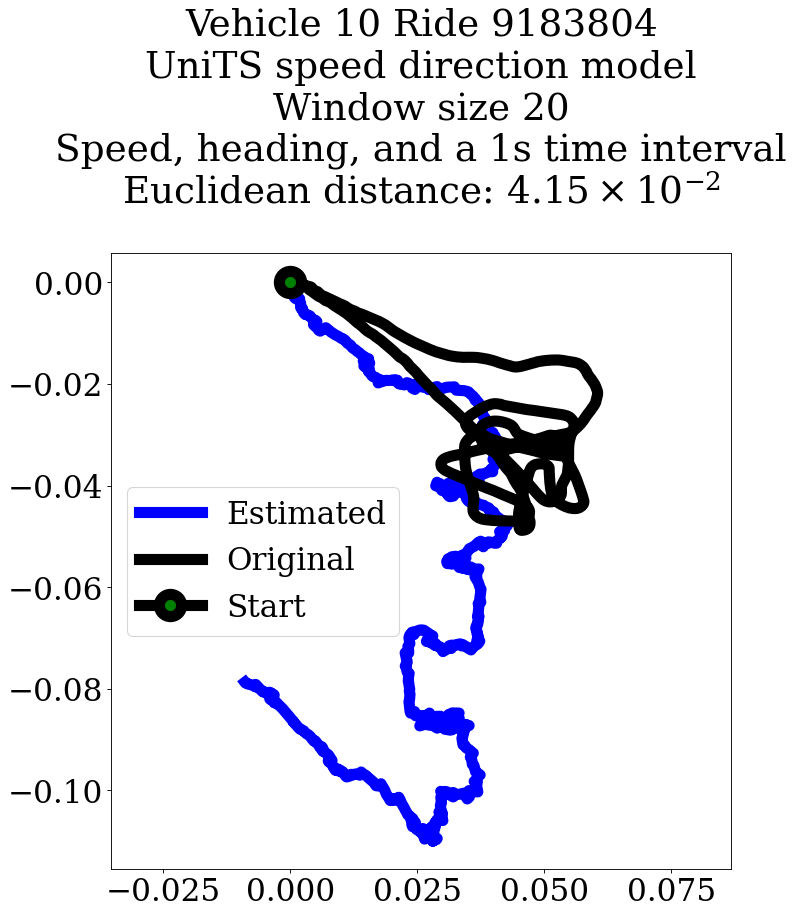 Vehicle 10 Ride 9183804
UniTS speed direction model
Window size 20
Speed, heading, and a 1s time interval
Euclidean distance: 4.15 × 10⁻²
0.00
−0.02
−0.04
−0.06
−0.08
−0.10
Estimated
Original
Start
−0.025 0.000 0.025 0.050 0.075